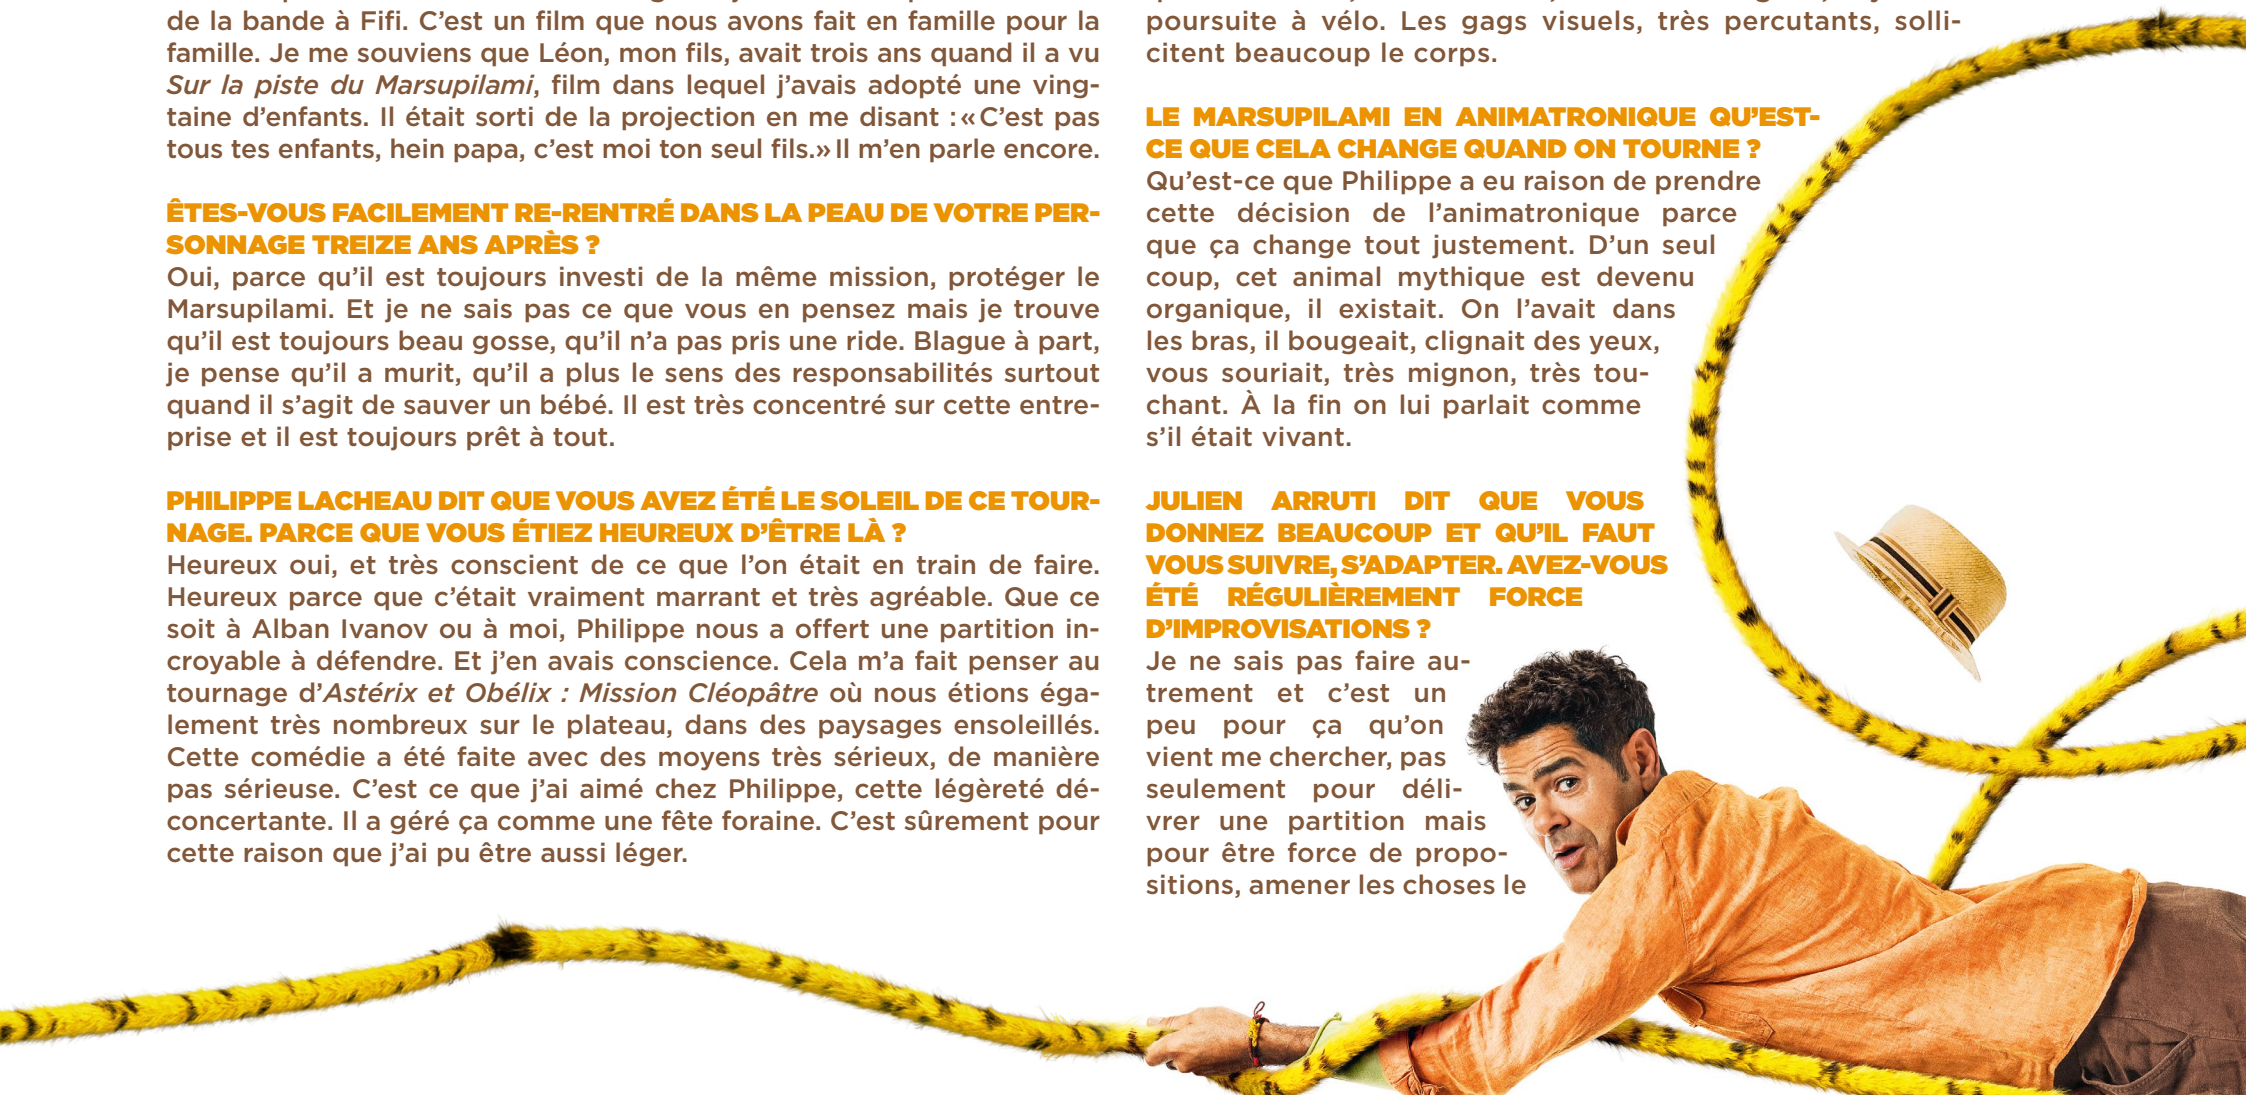 de la bande à Fifi. C’est un film que nous avons fait en famille pour la
famille. Je me souviens que Léon, mon fils, avait trois ans quand il a vu
Sur la piste du Marsupilami, film dans lequel j’avais adopté une ving-
taine d’enfants. Il était sorti de la projection en me disant : « C’est pas
tous tes enfants, hein papa, c’est moi ton seul fils.» Il m’en parle encore.
ÊTES-VOUS FACILEMENT RE-RENTRÉ DANS LA PEAU DE VOTRE PER-
SONNAGE TREIZE ANS APRÈS ?
Oui, parce qu’il est toujours investi de la même mission, protéger le
Marsupilami. Et je ne sais pas ce que vous en pensez mais je trouve
qu’il est toujours beau gosse, qu’il n’a pas pris une ride. Blague à part,
je pense qu’il a murit, qu’il a plus le sens des responsabilités surtout
quand il s’agit de sauver un bébé. Il est très concentré sur cette entre-
prise et il est toujours prêt à tout.
PHILIPPE LACHEAU DIT QUE VOUS AVEZ ÉTÉ LE SOLEIL DE CE TOUR-
NAGE. PARCE QUE VOUS ÉTIEZ HEUREUX D’ÊTRE LÀ ?
Heureux oui, et très conscient de ce que l’on était en train de faire.
Heureux parce que c’était vraiment marrant et très agréable. Que ce
soit à Alban Ivanov ou à moi, Philippe nous a offert une partition in-
croyable à défendre. Et j’en avais conscience. Cela m’a fait penser au
tournage d’Astérix et Obélix : Mission Cléopâtre où nous étions éga-
lement très nombreux sur le plateau, dans des paysages ensoleillés.
Cette comédie a été faite avec des moyens très sérieux, de manière
pas sérieuse. C’est ce que j’ai aimé chez Philippe, cette légèreté dé-
concertante. Il a géré ça comme une fête foraine. C’est sûrement pour
cette raison que j’ai pu être aussi léger.
poursuite à vélo. Les gags visuels, très percutants, solli-
citent beaucoup le corps.
LE MARSUPILAMI EN ANIMATRONIQUE QU’EST-
CE QUE CELA CHANGE QUAND ON TOURNE ?
Qu’est-ce que Philippe a eu raison de prendre
cette décision de l’animatronique parce
que ça change tout justement. D’un seul
coup, cet animal mythique est devenu
organique, il existait. On l’avait dans
les bras, il bougeait, clignait des yeux,
vous souriait, très mignon, très tou-
chant. À la fin on lui parlait comme
s’il était vivant.
JULIEN ARRUTI DIT QUE VOUS
DONNEZ BEAUCOUP ET QU’IL FAUT
VOUS SUIVRE, S’ADAPTER. AVEZ-VOUS
ÉTÉ RÉGULIÈREMENT FORCE
D’IMPROVISATIONS ?
Je ne sais pas faire au-
trement et c’est un
peu pour ça qu’on
vient me chercher, pas
seulement pour déli-
vrer une partition mais
pour être force de propo-
sitions, amener les choses le